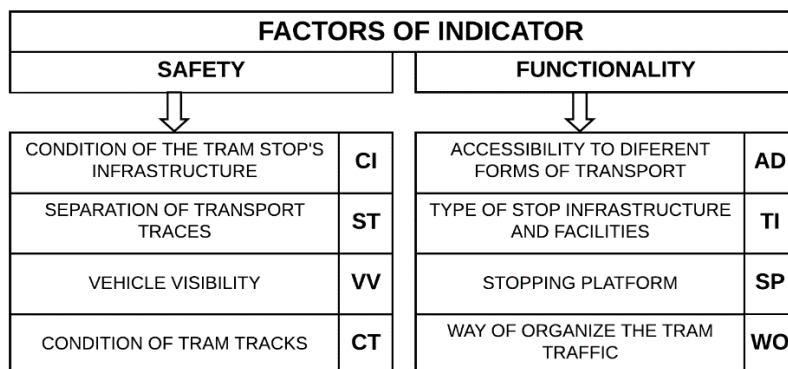 FACTORS OF INDICATOR
SAFETY
CONDITION OF THE TRAM STOP'S
INFRASTRUCTURE
CI
SEPARATION OF TRANSPORT
TRACES
ST
VEHICLE VISIBILITY
VV
CONDITION OF TRAM TRACKS
CT
FUNCTIONALITY
ACCESSIBILITY TO DIFERENT
FORMS OF TRANSPORT
AD
TYPE OF STOP INFRASTRUCTURE
AND FACILITIES
TI
STOPPING PLATFORM
SP
WAY OF ORGANIZE THE TRAM
TRAFFIC
WO